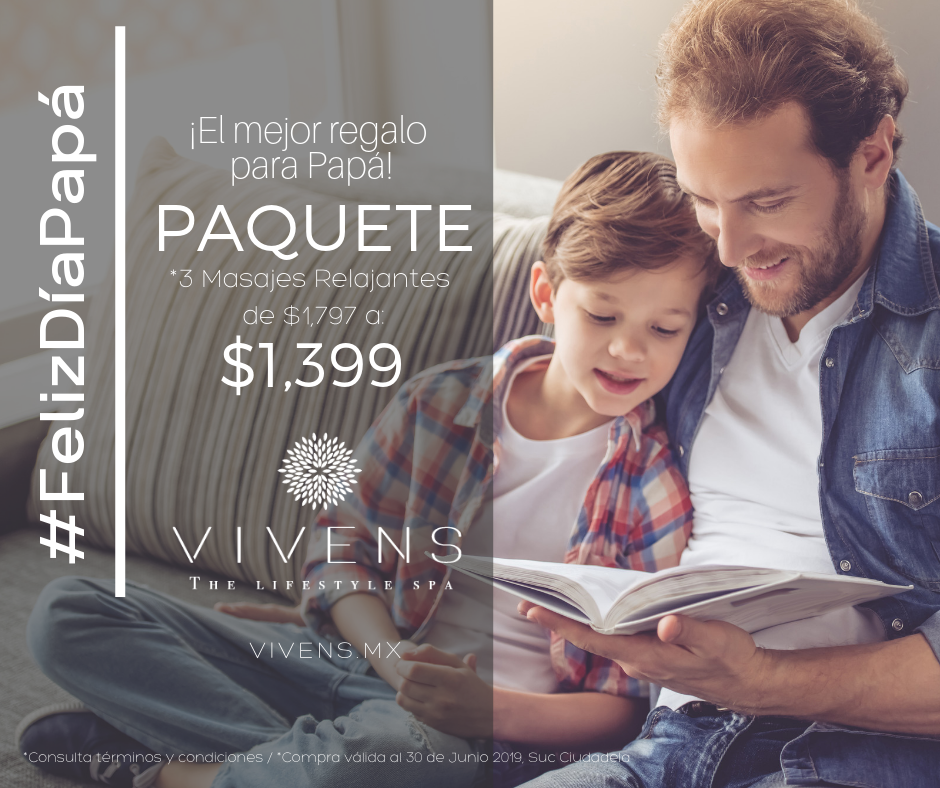 #FelizDíaPapá
¡El mejor regalo
para Papá!
PAQUETE
*3 Masajes Relajantes
de $1,797 a:
$1,399
VIVENS
THE LIFESTYLE SPA
VIVENS.MX
*Consulta términos y condiciones / *Compra válida al 30 de Junio 2019, Suc Ciudadela